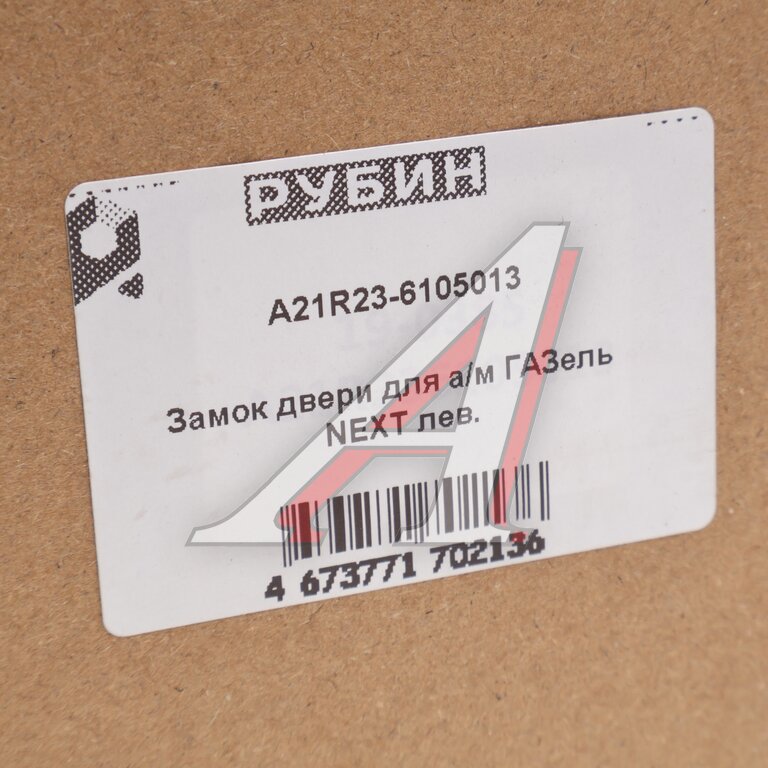 РУБИН
A21R23-6105013
Замок двери для а/м ГАЗель
NEXT лев.
4 673771 702136